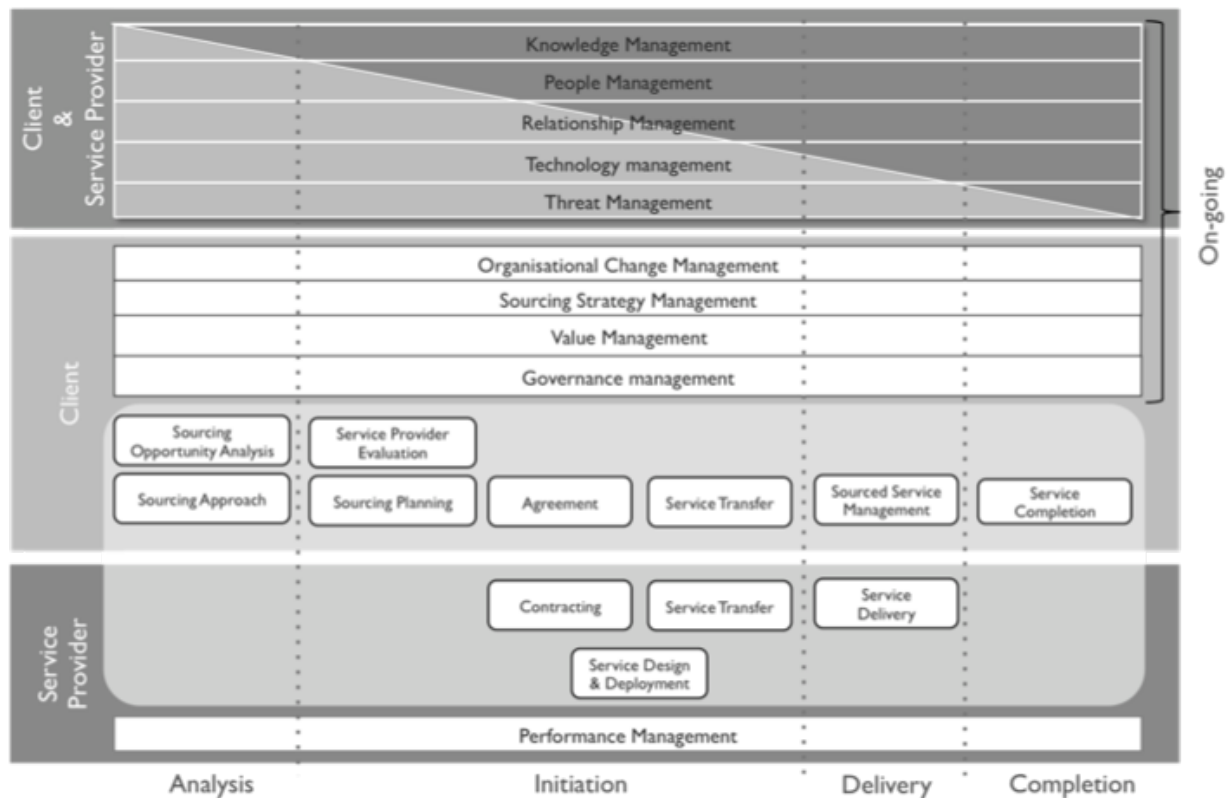 Client
&
Service Provider
Knowledge Management
People Management
Relationship Management
Technology management
Threat Management
On-going
Client
Organisational Change Management
Sourcing Strategy Management
Value Management
Governance management
Sourcing
Opportunity Analysis
Service Provider
Evaluation
Sourcing Approach
Sourcing Planning
Agreement
Service Transfer
Sourced Service
Management
Service
Completion
Service
Provider
Contracting
Service Transfer
Service
Delivery
Service Design
& Deployment
Performance Management
Analysis
Initiation
Delivery
Completion